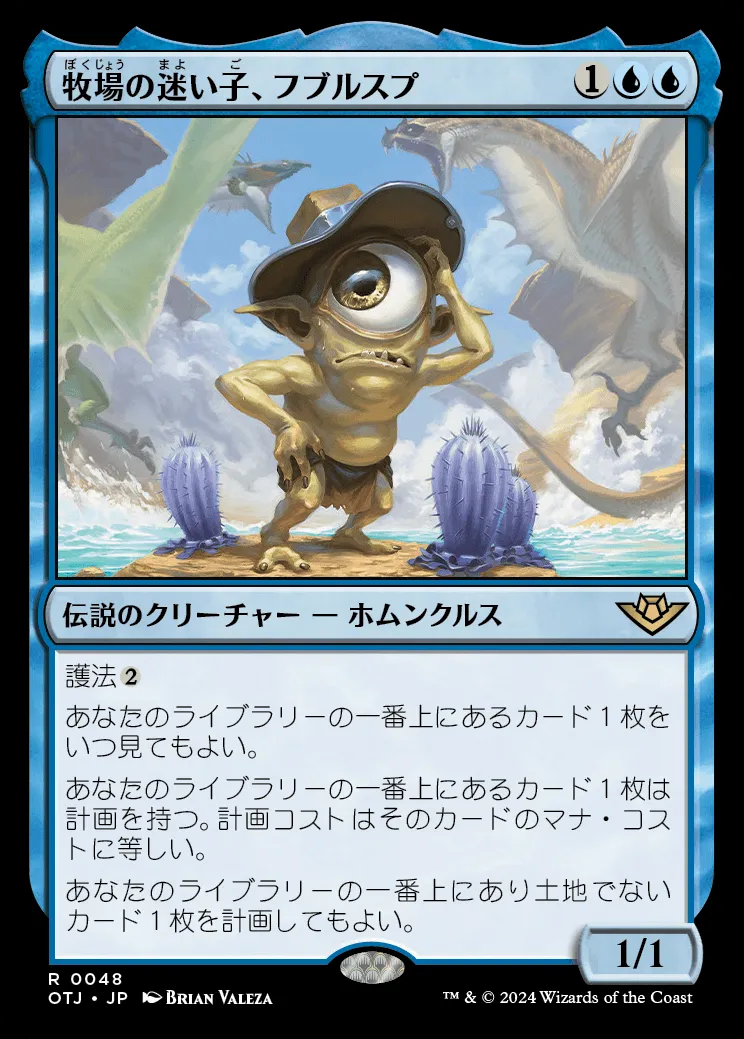 ぼくじょう まよ ご
牧場の迷い子、フブルスプ 1
伝説のクリーチャー — ホムンクルス
護法2
あなたのライブラリーの一番上にあるカード1枚を
いつ見てもよい。
あなたのライブラリーの一番上にあるカード1枚は
計画を持つ。計画コストはそのカードのマナ・コス
トに等しい。
あなたのライブラリーの一番上にあり土地でない
カード1枚を計画してもよい。
1/1
R 0048
OTJ • JP Brian Valeza
™ & © 2024 Wizards of the Coast